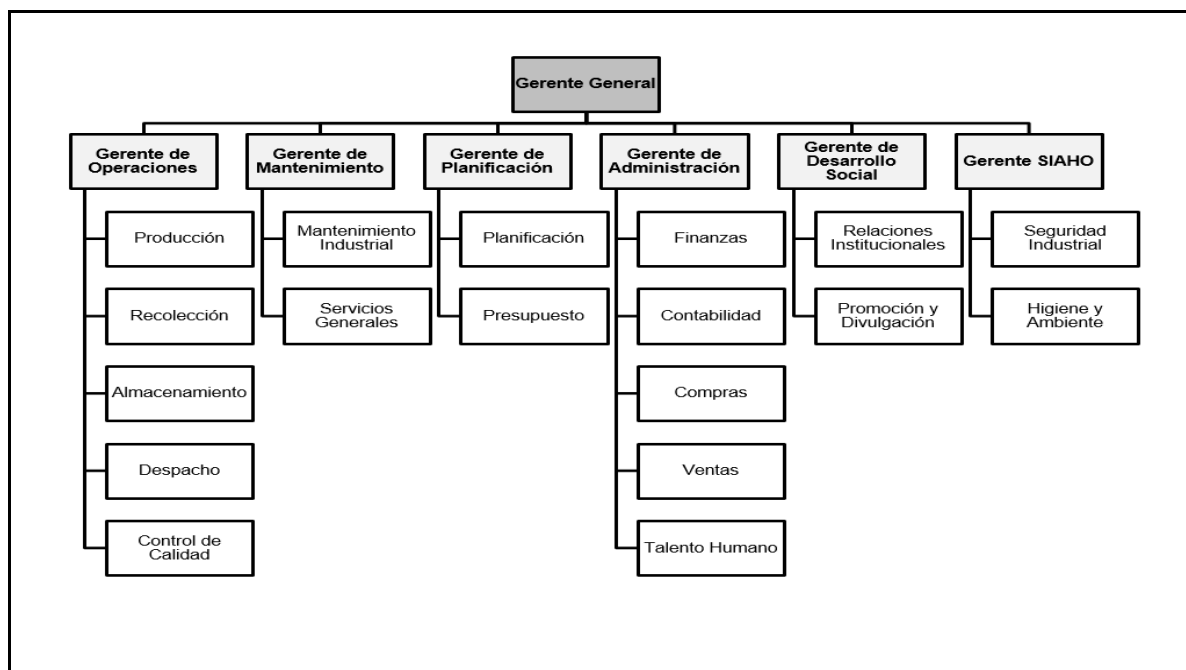 Gerente General
Gerente de
Operaciones
Gerente de
Mantenimiento
Gerente de
Planificación
Gerente de
Administración
Gerente de
Desarrollo
Social
Gerente SIAHO
Producción
Mantenimiento
Industrial
Planificación
Finanzas
Relaciones
Institucionales
Seguridad
Industrial
Recolección
Servicios
Generales
Presupuesto
Contabilidad
Promoción y
Divulgación
Higiene y
Ambiente
Almacenamiento
Compras
Despacho
Ventas
Control de
Calidad
Talento Humano